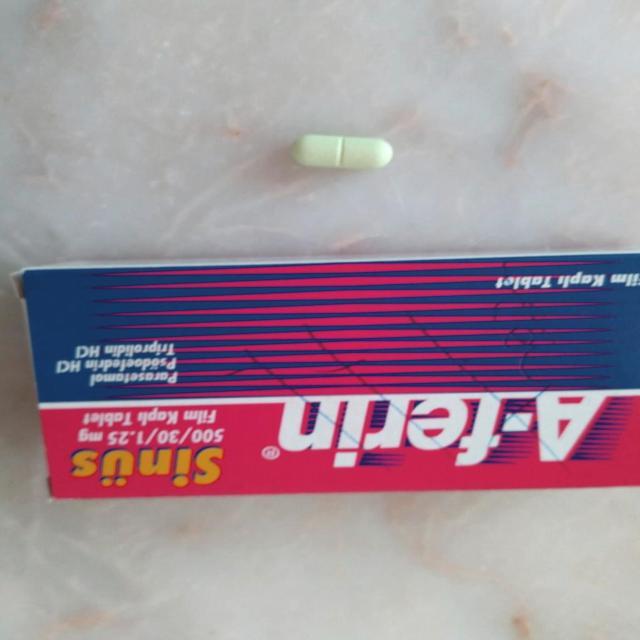 A-ferin®
Sinüs
500/30/1.25 mg
Film Kaplı Tablet
Parasetamol
Psödoefedrin HCl
Triprolidin HCl
Film Kaplı Tablet